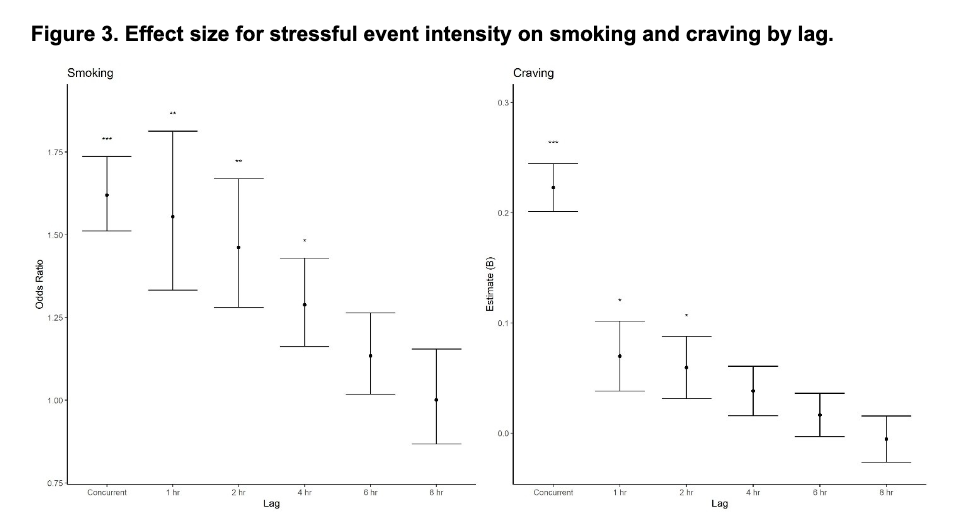 Figure 3. Effect size for stressful event intensity on smoking and craving by lag.
Smoking
***
**
**
*
1.75
1.50
1.25
1.00
0.75
Odds Ratio
Concurrent 1 hr 2 hr 4 hr 6 hr 8 hr
Lag
Craving
***
*
*
0.3
0.2
0.1
0.0
Estimate (B)
Concurrent 1 hr 2 hr 4 hr 6 hr 8 hr
Lag